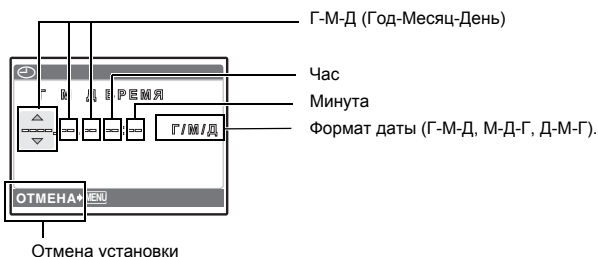 Г-М-Д (Год-Месяц-День)
Час
Минута
Формат даты (Г-М-Д, М-Д-Г, Д-М-Г).
Г М Д ВРЕМЯ
----.--.-- --:-- Г/М/Д
ОТМЕНА MENU
Отмена установки